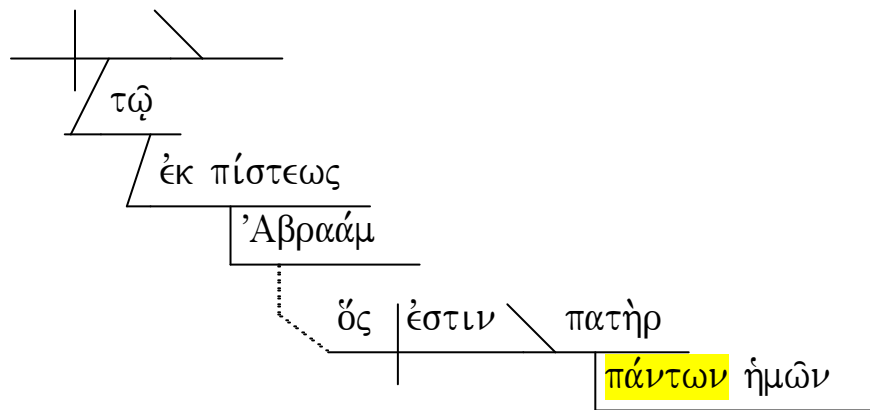 τῷ
ἐκ πίστεως
Ἀβραάμ
ὅς ἐστιν πατὴρ
πάντων ἡμῶν